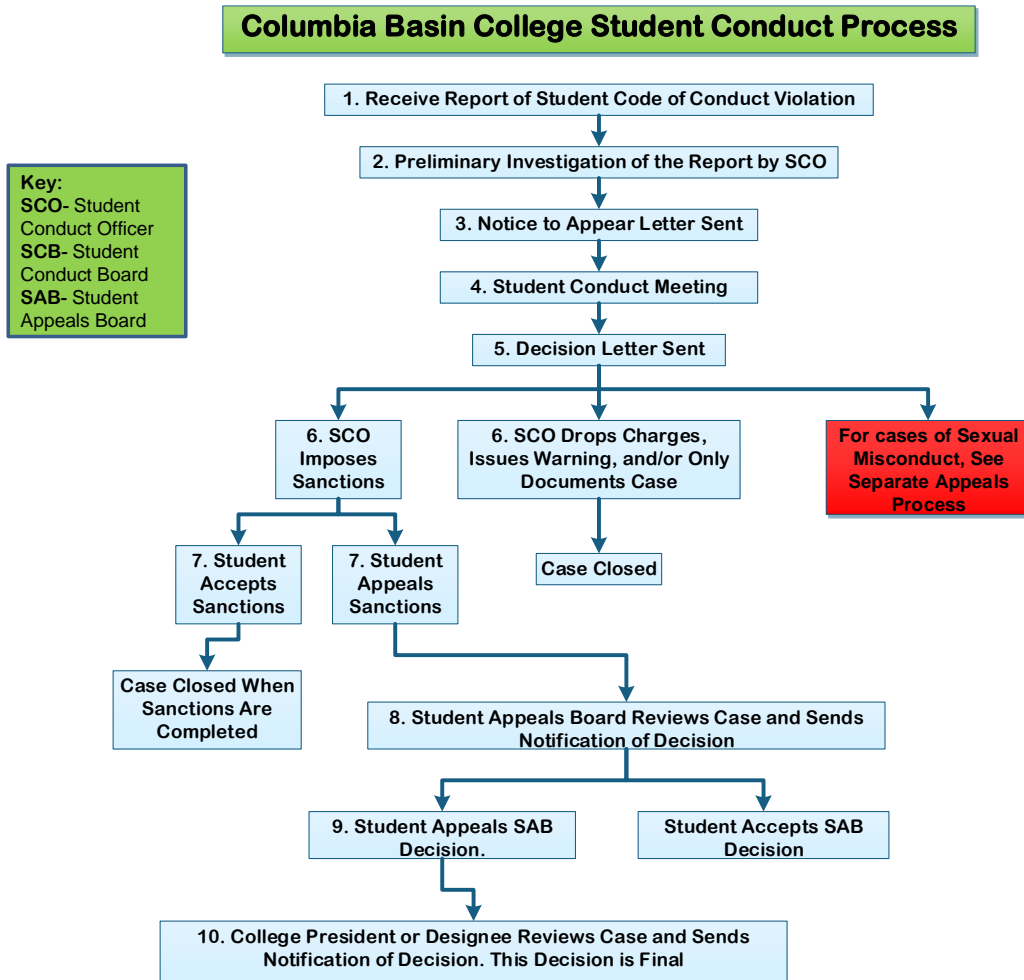 Columbia Basin College Student Conduct Process
1. Receive Report of Student Code of Conduct Violation
2. Preliminary Investigation of the Report by SCO
Key:
SCO- Student
Conduct Officer
SCB- Student
Conduct Board
SAB- Student
Appeals Board
3. Notice to Appear Letter Sent
4. Student Conduct Meeting
5. Decision Letter Sent
6. SCO
Imposes
Sanctions
6. SCO Drops Charges,
Issues Warning, and/or Only
Documents Case
For cases of Sexual
Misconduct, See
Separate Appeals
Process
7. Student
Accepts
Sanctions
7. Student
Appeals
Sanctions
Case Closed
Case Closed When
Sanctions Are
Completed
8. Student Appeals Board Reviews Case and Sends
Notification of Decision
9. Student Appeals SAB
Decision.
Student Accepts SAB
Decision
10. College President or Designee Reviews Case and Sends
Notification of Decision. This Decision is Final